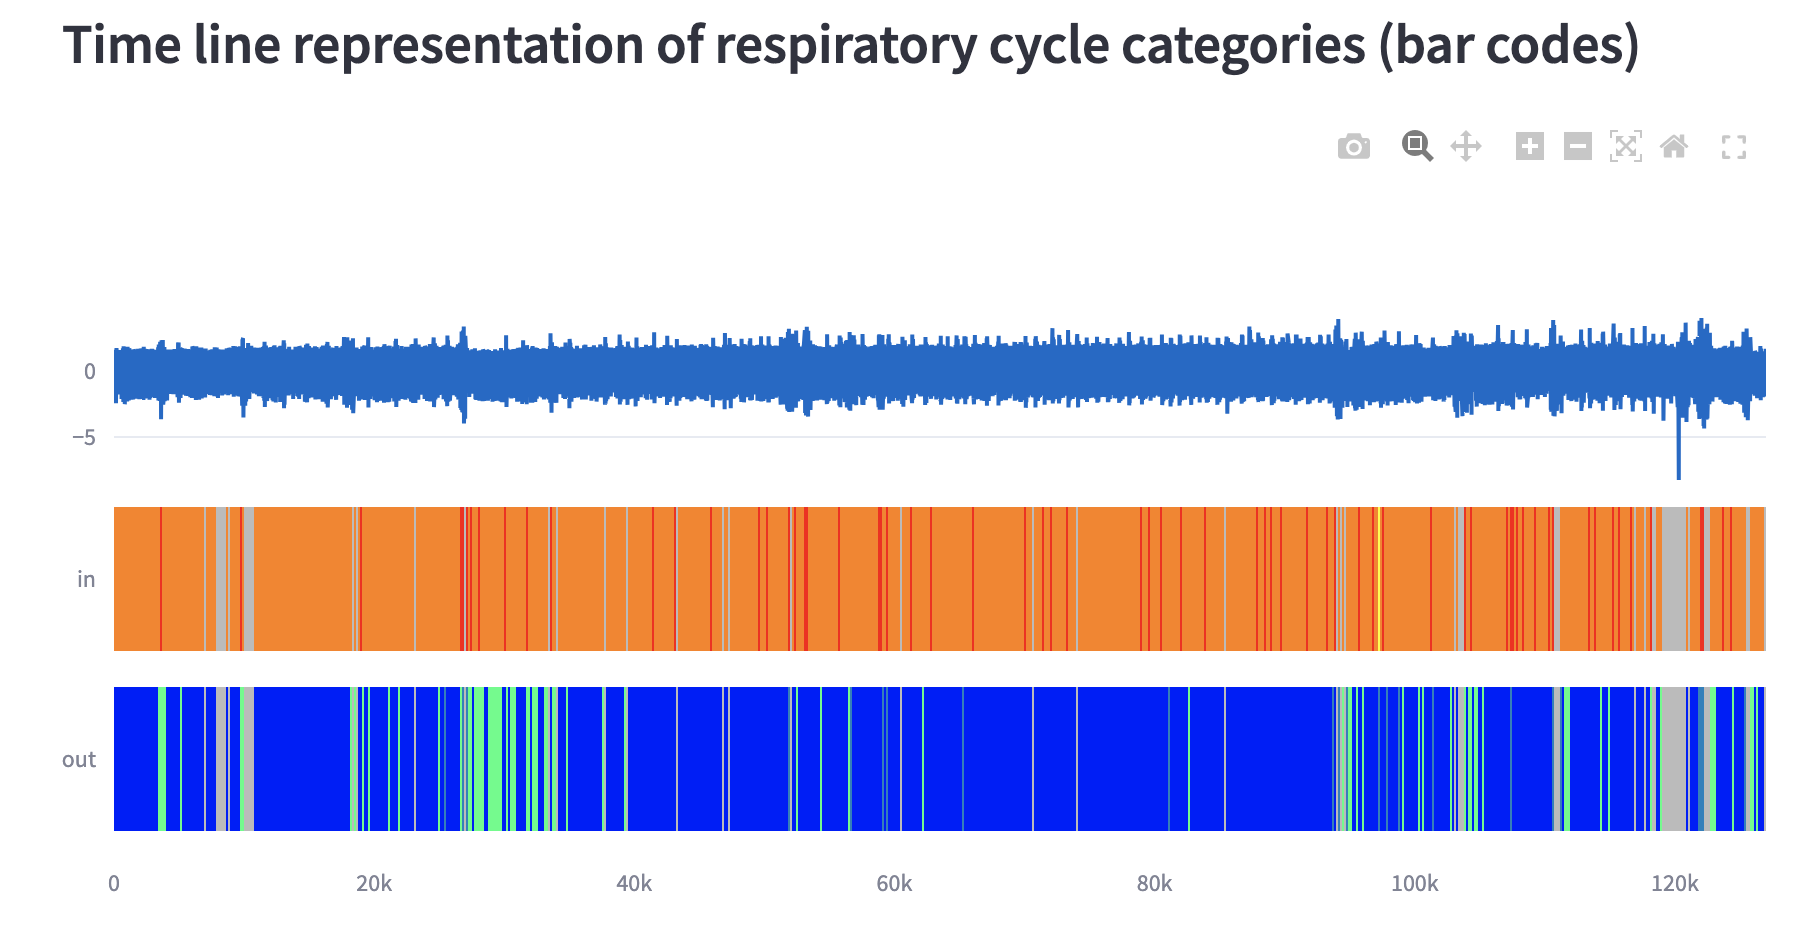 Time line representation of respiratory cycle categories (bar codes)
0
−5
in
out
0 20k 40k 60k 80k 100k 120k